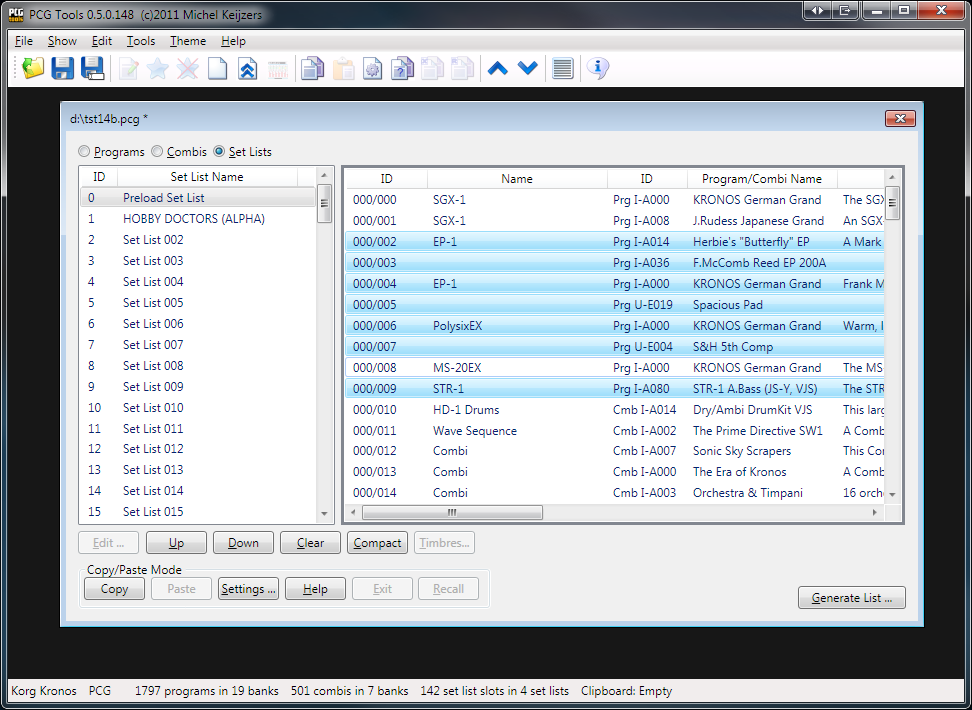 PCG Tools 0.5.0.148 (c)2011 Michel Keijzers
File Show Edit Tools Theme Help
d:\tst14b.pcg *
Programs Combis Set Lists
ID Set List Name
0 Preload Set List
1 HOBBY DOCTORS (ALPHA)
2 Set List 002
3 Set List 003
4 Set List 004
5 Set List 005
6 Set List 006
7 Set List 007
8 Set List 008
9 Set List 009
10 Set List 010
11 Set List 011
12 Set List 012
13 Set List 013
14 Set List 014
15 Set List 015
ID Name ID Program/Combi Name
000/000 SGX-1 Prg I-A000 KRONOS German Grand The SGX
000/001 SGX-1 Prg I-A008 J.Rudess Japanese Grand An SGX-
000/002 EP-1 Prg I-A014 Herbie's "Butterfly" EP A Mark
000/003 Prg I-A036 F.McComb Reed EP 200A
000/004 EP-1 Prg I-A000 KRONOS German Grand Frank M
000/005 Prg U-E019 Spacious Pad
000/006 PolysixEX Prg I-A000 KRONOS German Grand Warm, l
000/007 Prg U-E004 S&H 5th Comp
000/008 MS-20EX Prg I-A000 KRONOS German Grand The MS
000/009 STR-1 Prg I-A080 STR-1 A.Bass (JS-Y, VJS) The STR
000/010 HD-1 Drums Cmb I-A014 Dry/Ambi DrumKit VJS This larg
000/011 Wave Sequence Cmb I-A002 The Prime Directive SW1 A Comb
000/012 Combi Cmb I-A007 Sonic Sky Scrapers This Co
000/013 Combi Cmb I-A000 The Era of Kronos A Comb
000/014 Combi Cmb I-A003 Orchestra & Timpani 16 orch
Edit ... Up Down Clear Compact Timbres...
Copy/Paste Mode
Copy Paste Settings ... Help Exit Recall
Generate List ...
Korg Kronos PCG 1797 programs in 19 banks 501 combis in 7 banks 142 set list slots in 4 set lists Clipboard: Empty